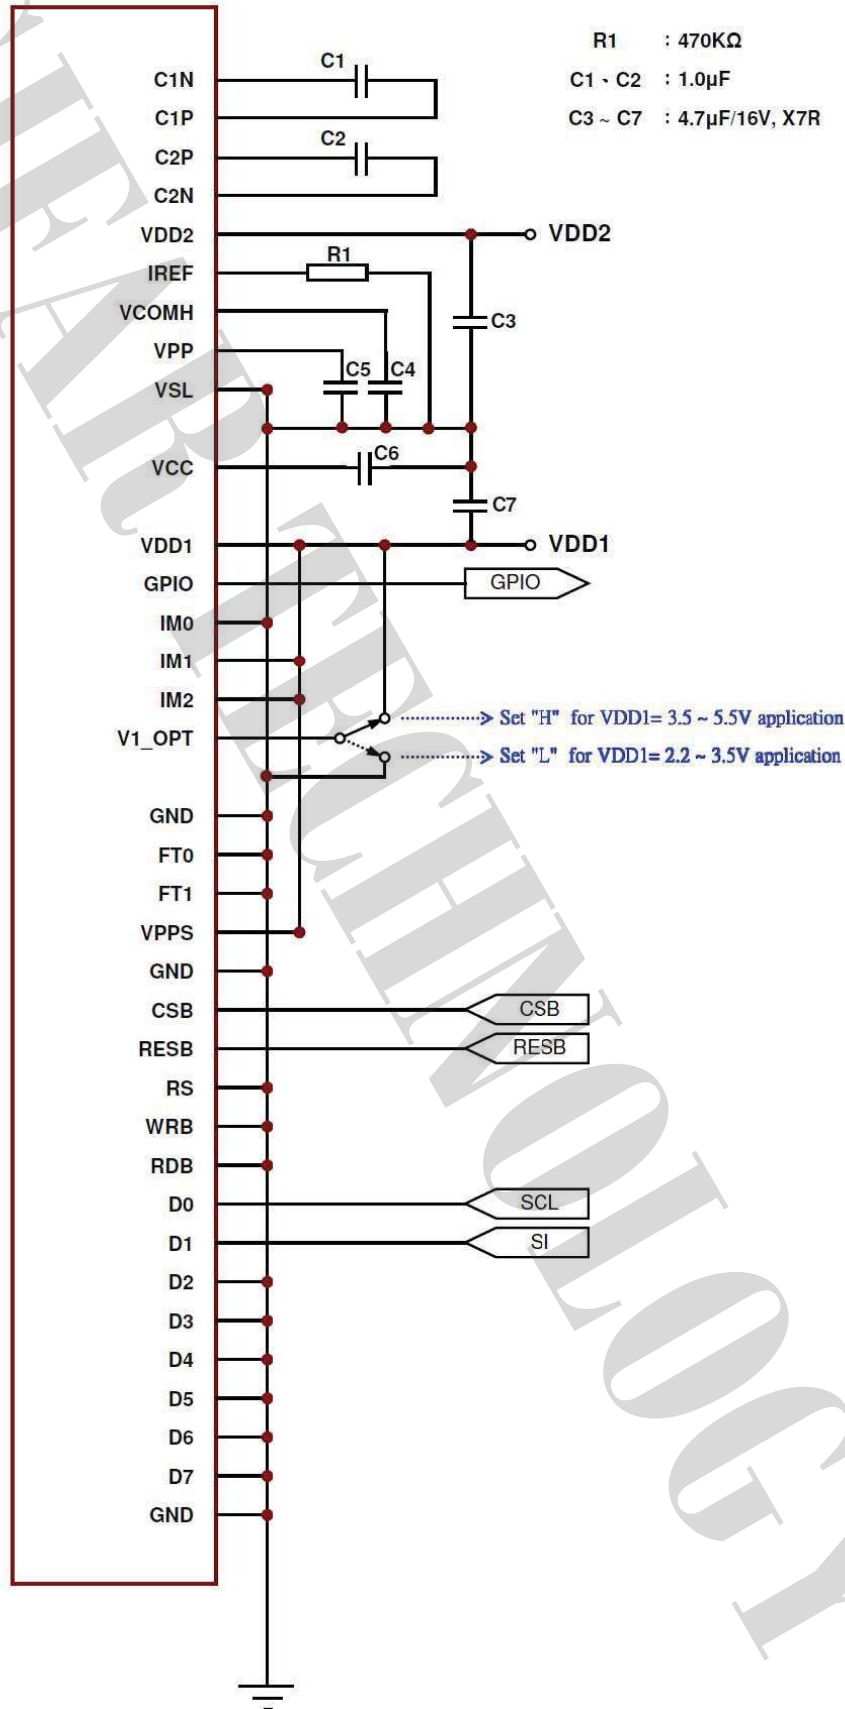 R1 : 470KΩ
C1、C2 : 1.0μF
C3 ~ C7 : 4.7μF/16V, X7R
C1
C1N
C1P
C2
C2P
C2N
VDD2 VDD2
R1
IREF
VCOMH
C3
VPP
C5 C4
VSL
C6
VCC
C7
VDD1 VDD1
GPIO GPIO
IM0
IM1
IM2
Set "H" for VDD1= 3.5 ~ 5.5V application
V1_OPT
Set "L" for VDD1= 2.2 ~ 3.5V application
GND
FT0
FT1
VPPS
GND
CSB CSB
RESB RESB
RS
WRB
RDB
D0 SCL
D1 SI
D2
D3
D4
D5
D6
D7
GND
TECHNOLOGY